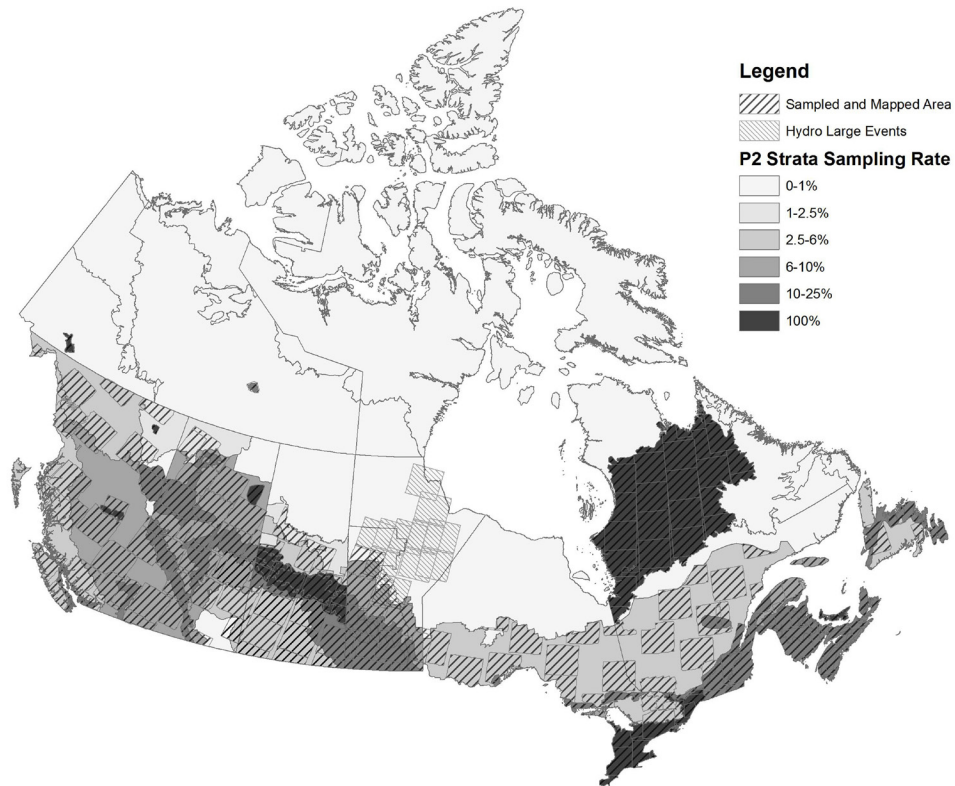 Legend
Sampled and Mapped Area
Hydro Large Events
P2 Strata Sampling Rate
0-1%
1-2.5%
2.5-6%
6-10%
10-25%
100%